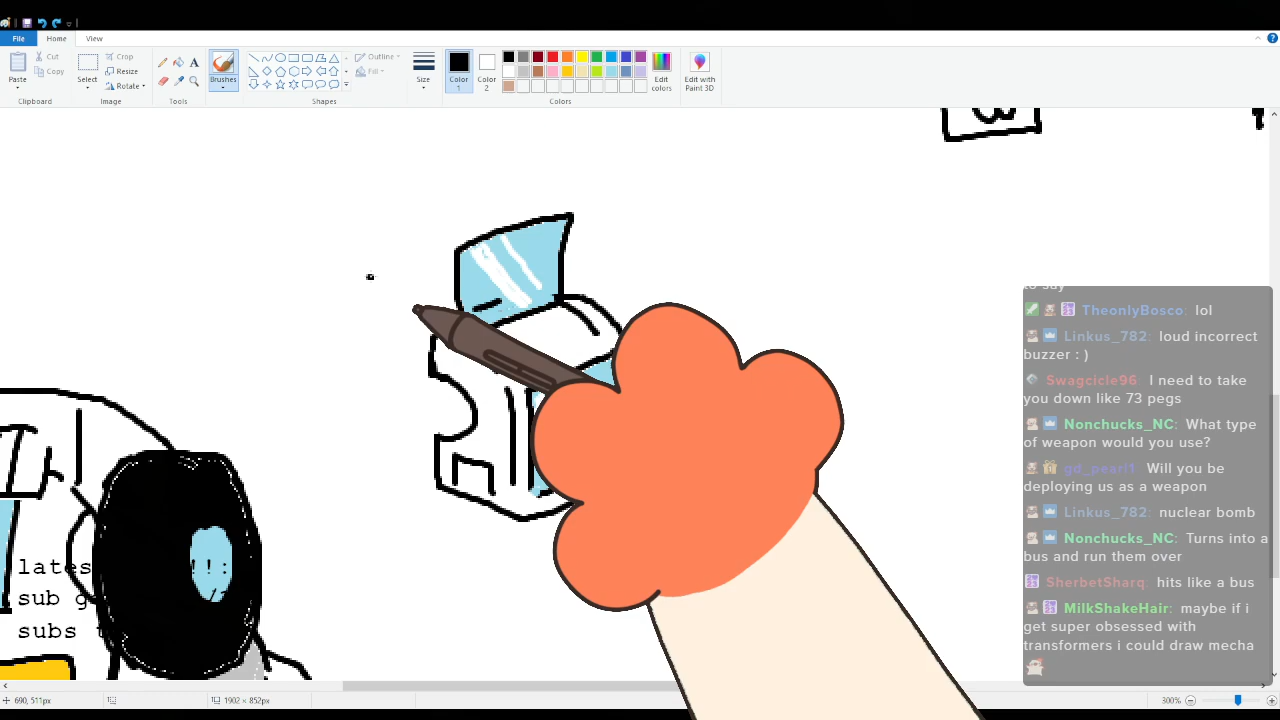 File
Home
View
Paste
Cut
Copy
Clipboard
Select
Crop
Resize
Rotate
Image
A
Tools
Brushes
Outline
Fill
Shapes
Size
Color
1
Color
2
Edit
colors
Edit with
Paint 3D
Colors
to say
TheonlyBosco: lol
Linkus_782: loud incorrect
buzzer : )
Swagcicle96: I need to take
you down like 73 pegs
Nonchucks_NC: What type
of weapon would you use?
gd_pearl1: Will you be
deploying us as a weapon
Linkus_782: nuclear bomb
Nonchucks_NC: Turns into a
bus and run them over
SherbetSharq: hits like a bus
MilkShakeHair: maybe if i
get super obsessed with
transformers i could draw mecha
lates !!:
sub g
subs
690, 511px
1902 × 852px
300%